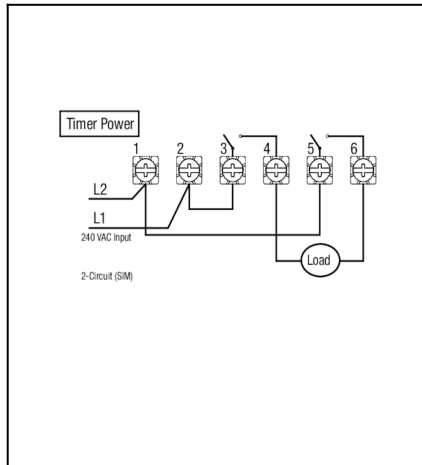 Timer Power
1 2 3 4 5 6
L2
L1
240 VAC Input
Load
2-Circuit (SIM)